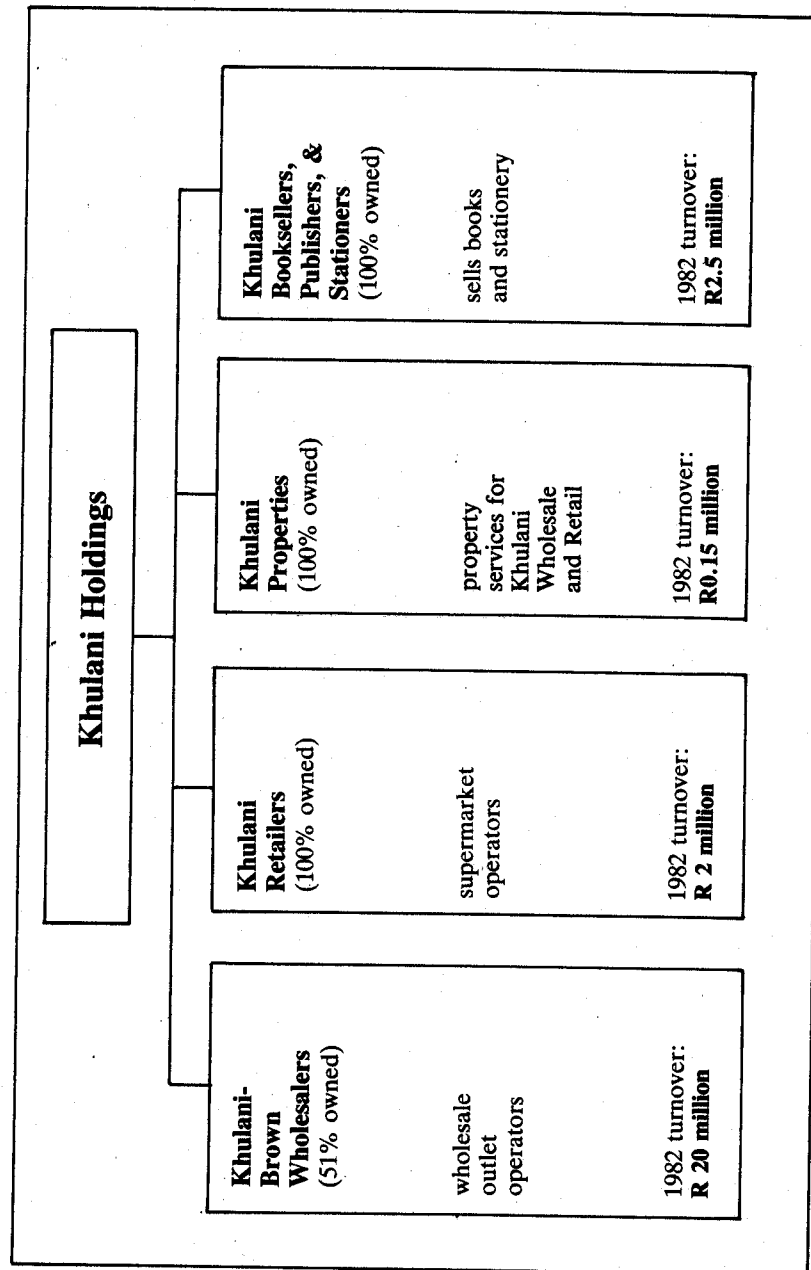 Khulani Holdings
Khulani-
Brown
Wholesalers
(51% owned)
wholesale
outlet
operators
1982 turnover:
R 20 million
Khulani
Retailers
(100% owned)
supermarket
operators
1982 turnover:
R 2 million
Khulani
Properties
(100% owned)
property
services for
Khulani
Wholesale
and Retail
1982 turnover:
R0.15 million
Khulani
Booksellers,
Publishers, &
Stationers
(100% owned)
sells books
and stationery
1982 turnover:
R2.5 million